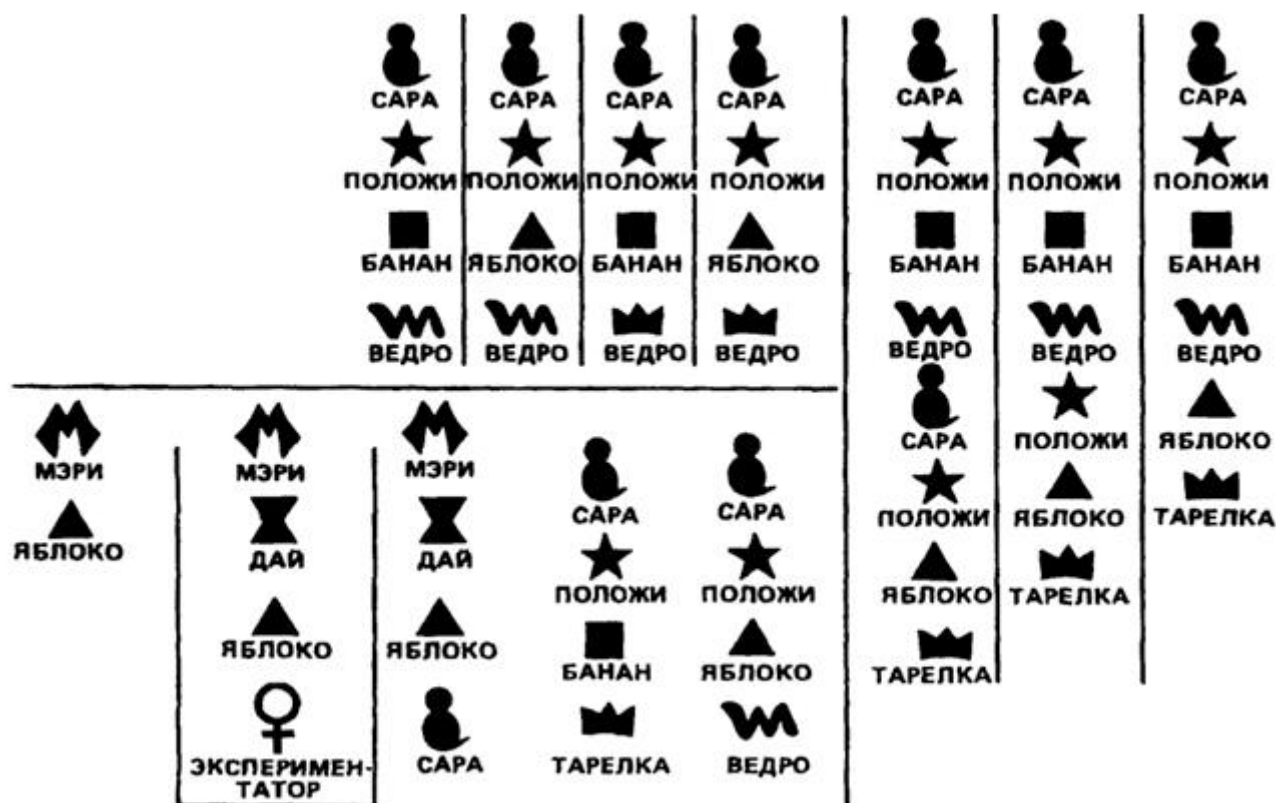 САРА
ПОЛОЖИ
БАНАН
ВЕДРО
САРА
ПОЛОЖИ
ЯБЛОКО
ВЕДРО
САРА
ПОЛОЖИ
БАНАН
ВЕДРО
САРА
ПОЛОЖИ
ЯБЛОКО
ВЕДРО
МЭРИ
ЯБЛОКО
МЭРИ
ДАЙ
ЯБЛОКО
ЭКСПЕРИМЕН-
ТАТОР
МЭРИ
ДАЙ
ЯБЛОКО
САРА
САРА
ПОЛОЖИ
БАНАН
ТАРЕЛКА
САРА
ПОЛОЖИ
ЯБЛОКО
ВЕДРО
САРА
ПОЛОЖИ
БАНАН
ВЕДРО
САРА
ПОЛОЖИ
ЯБЛОКО
ТАРЕЛКА
САРА
ПОЛОЖИ
БАНАН
ВЕДРО
ПОЛОЖИ
ЯБЛОКО
ТАРЕЛКА
САРА
ПОЛОЖИ
БАНАН
ВЕДРО
ЯБЛОКО
ТАРЕЛКА